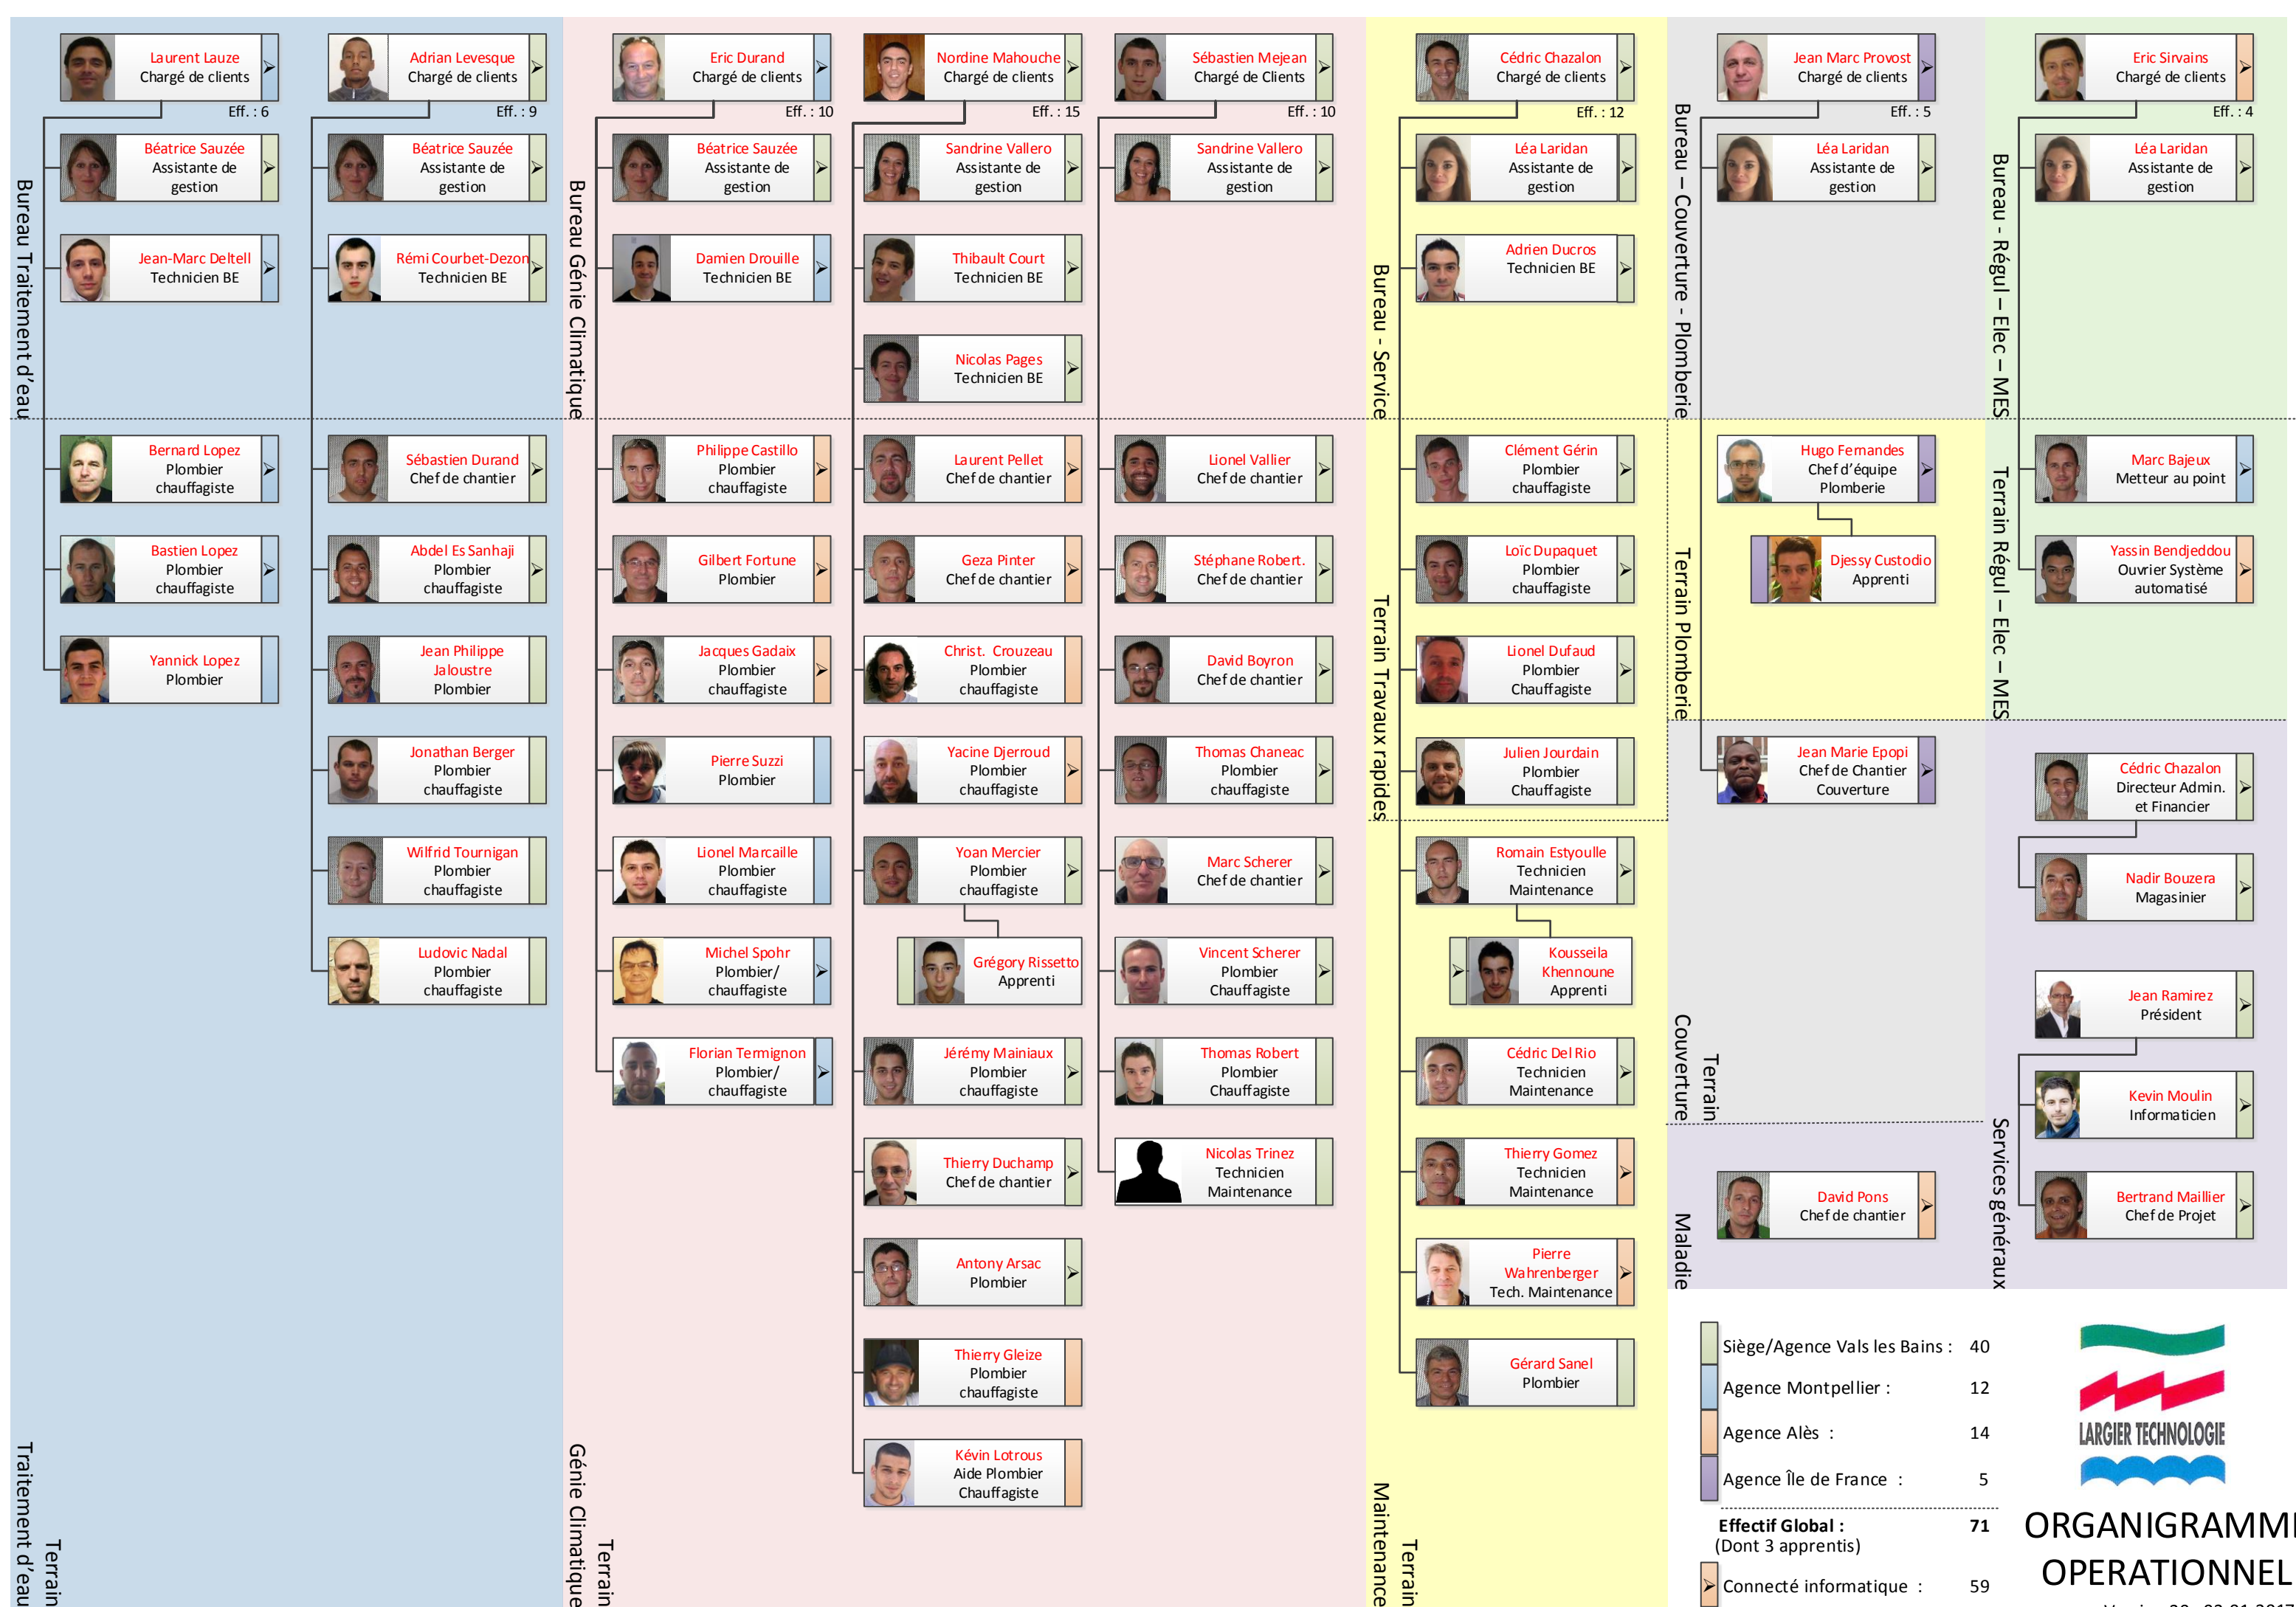 Bureau Traitement d'eau
Laurent Lauze
Chargé de clients
Eff. : 6
Béatrice Sauzée
Assistante de
gestion
Jean-Marc Deltell
Technicien BE
Bernard Lopez
Plombier
chauffagiste
Bastien Lopez
Plombier
chauffagiste
Yannick Lopez
Plombier
Adrian Levesque
Chargé de clients
Eff. : 9
Béatrice Sauzée
Assistante de
gestion
Rémi Courbet-Dezon
Technicien BE
Sébastien Durand
Chef de chantier
Abdel Es Sanhaji
Plombier
chauffagiste
Jean Philippe
Jaloustre
Plombier
Jonathan Berger
Plombier
chauffagiste
Wilfrid Tournigan
Plombier
chauffagiste
Ludovic Nadal
Plombier
chauffagiste
Terrain
Traitement d'eau
Bureau Génie Climatique
Eric Durand
Chargé de clients
Eff. : 10
Béatrice Sauzée
Assistante de
gestion
Damien Drouille
Technicien BE
Philippe Castillo
Plombier
chauffagiste
Gilbert Fortune
Plombier
Jacques Gadaix
Plombier
chauffagiste
Pierre Suzzi
Plombier
Lionel Marcaille
Plombier
chauffagiste
Michel Spohr
Plombier/
chauffagiste
Florian Termignon
Plombier/
chauffagiste
Nordine Mahouche
Chargé de clients
Eff. : 15
Sandrine Vallero
Assistante de
gestion
Thibault Court
Technicien BE
Nicolas Pages
Technicien BE
Laurent Pellet
Chef de chantier
Geza Pinter
Chef de chantier
Christ. Crouzeau
Plombier
chauffagiste
Yacine Djerroud
Plombier
chauffagiste
Yoan Mercier
Plombier
chauffagiste
Grégory Rissetto
Apprenti
Jérémy Mainiaux
Plombier
chauffagiste
Thierry Duchamp
Chef de chantier
Antony Arsac
Plombier
Thierry Gleize
Plombier
chauffagiste
Kévin Lotrous
Aide Plombier
Chauffagiste
Sébastien Mejean
Chargé de Clients
Eff. : 10
Sandrine Vallero
Assistante de
gestion
Lionel Vallier
Chef de chantier
Stéphane Robert.
Chef de chantier
David Boyron
Chef de chantier
Thomas Chaneac
Plombier
chauffagiste
Marc Scherer
Chef de chantier
Vincent Scherer
Plombier
Chauffagiste
Thomas Robert
Plombier
Chauffagiste
Nicolas Trinez
Technicien
Maintenance
Terrain
Génie Climatique
Bureau - Service
Cédric Chazalon
Chargé de clients
Eff. : 12
Léa Laridan
Assistante de
gestion
Adrien Ducros
Technicien BE
Terrain Travaux rapides
Clément Gérin
Plombier
chauffagiste
Loïc Dupaquet
Plombier
chauffagiste
Lionel Dufaud
Plombier
Chauffagiste
Julien Jourdain
Plombier
Chauffagiste
Romain Estyoulle
Technicien
Maintenance
Kousseila
Khennoune
Apprenti
Cédric Del Rio
Technicien
Maintenance
Thierry Gomez
Technicien
Maintenance
Pierre
Wahrenberger
Tech. Maintenance
Gérard Sanel
Plombier
Terrain
Maintenance
Bureau – Couverture - Plomberie
Jean Marc Provost
Chargé de clients
Eff. : 5
Léa Laridan
Assistante de
gestion
Terrain Plomberie
Hugo Fernandes
Chef d'équipe
Plomberie
Djessy Custodio
Apprenti
Jean Marie Epopi
Chef de Chantier
Couverture
Terrain
Couverture
Maladie
David Pons
Chef de chantier
Bureau - Régul – Elec – MES
Eric Sirvains
Chargé de clients
Eff. : 4
Léa Laridan
Assistante de
gestion
Terrain Régul – Elec – MES
Marc Bajeux
Metteur au point
Yassin Bendjeddou
Ouvrier Système
automatisé
Services généraux
Cédric Chazalon
Directeur Admin.
et Financier
Nadir Bouzera
Magasinier
Jean Ramirez
Président
Kevin Moulin
Informaticien
Bertrand Maillier
Chef de Projet
Siège/Agence Vals les Bains : 40
Agence Montpellier : 12
Agence Alès : 14
Agence Île de France : 5
Effectif Global : 71
(Dont 3 apprentis)
Connecté informatique : 59
LARGIER TECHNOLOGIE
ORGANIGRAMM
OPERATIONNEL